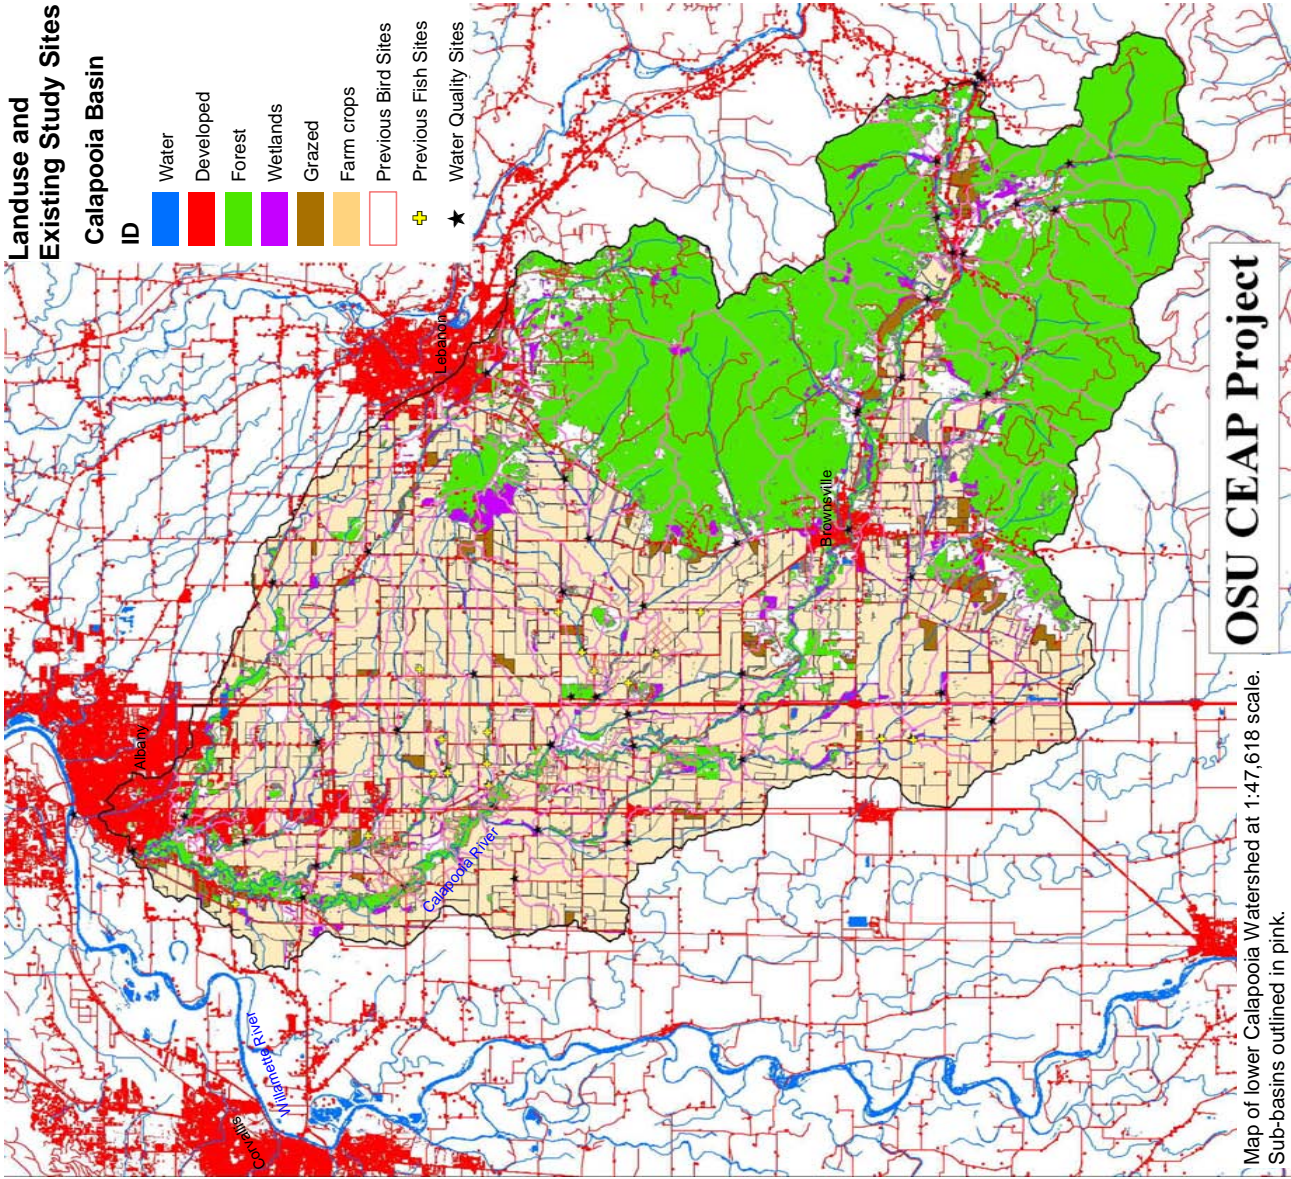 Landuse and
Existing Study Sites
Calapooia Basin
ID
Water
Developed
Forest
Wetlands
Grazed
Farm crops
Previous Bird Sites
Previous Fish Sites
Water Quality Sites
Lebanon
Albany
Brownsville
Calapooia River
Willamette River
Corvallis
OSU CEAP Project
Map of lower Calapooia Watershed at 1:47,618 scale.
Sub-basins outlined in pink.